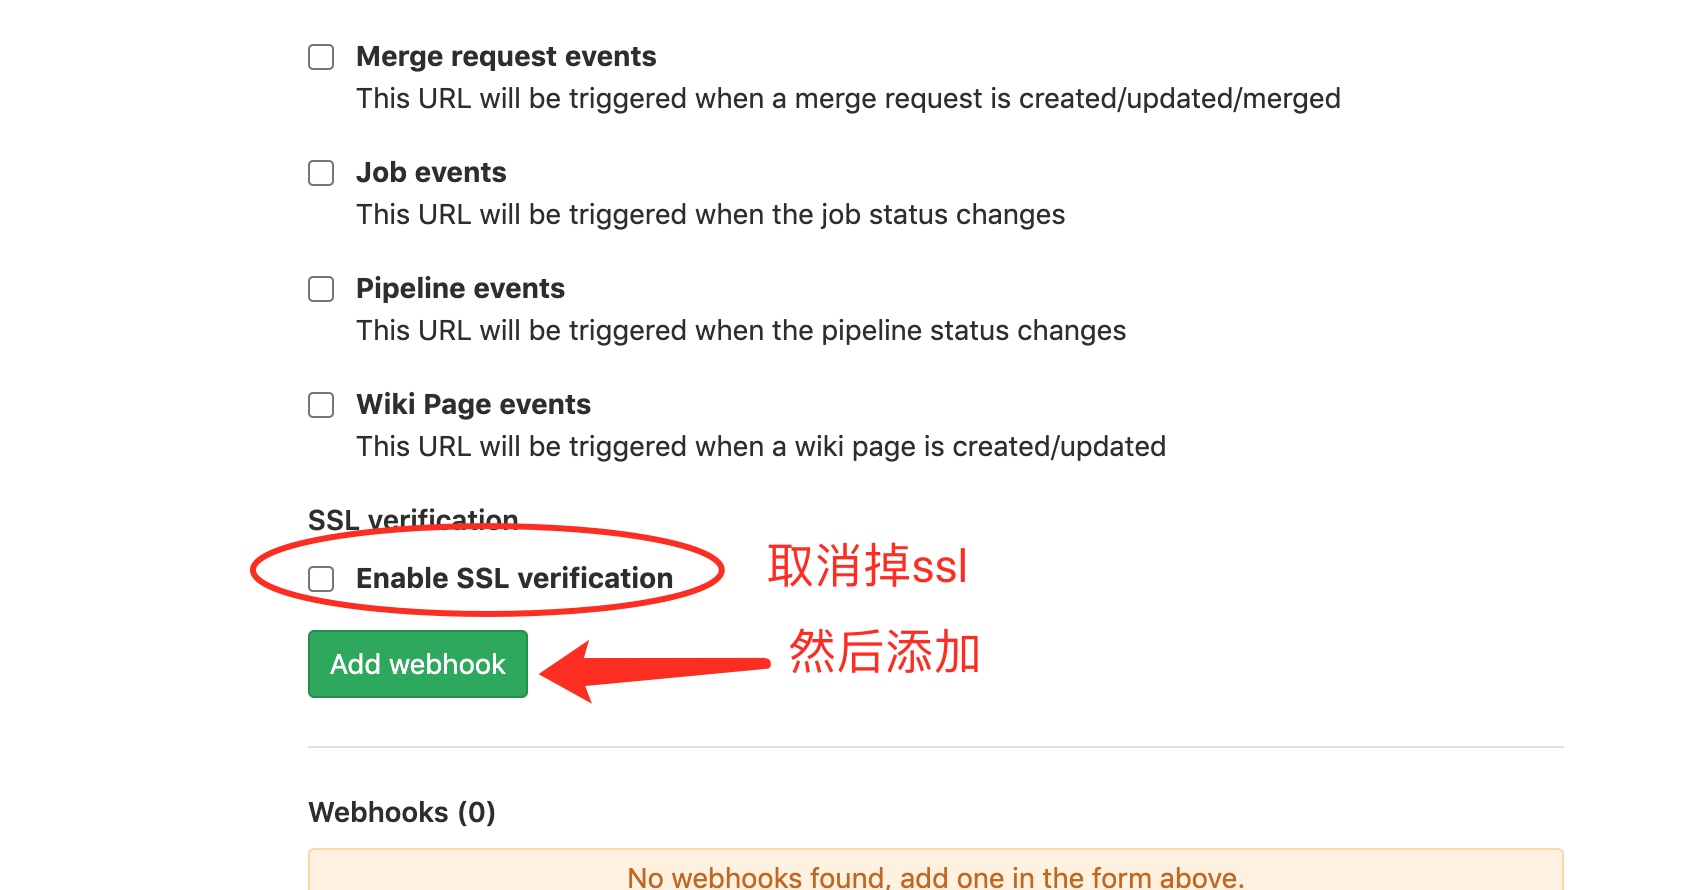 Merge request events
This URL will be triggered when a merge request is created/updated/merged
Job events
This URL will be triggered when the job status changes
Pipeline events
This URL will be triggered when the pipeline status changes
Wiki Page events
This URL will be triggered when a wiki page is created/updated
SSL verification
Enable SSL verification
取消掉ssl
Add webhook
然后添加
Webhooks (0)
No webhooks found, add one in the form above.